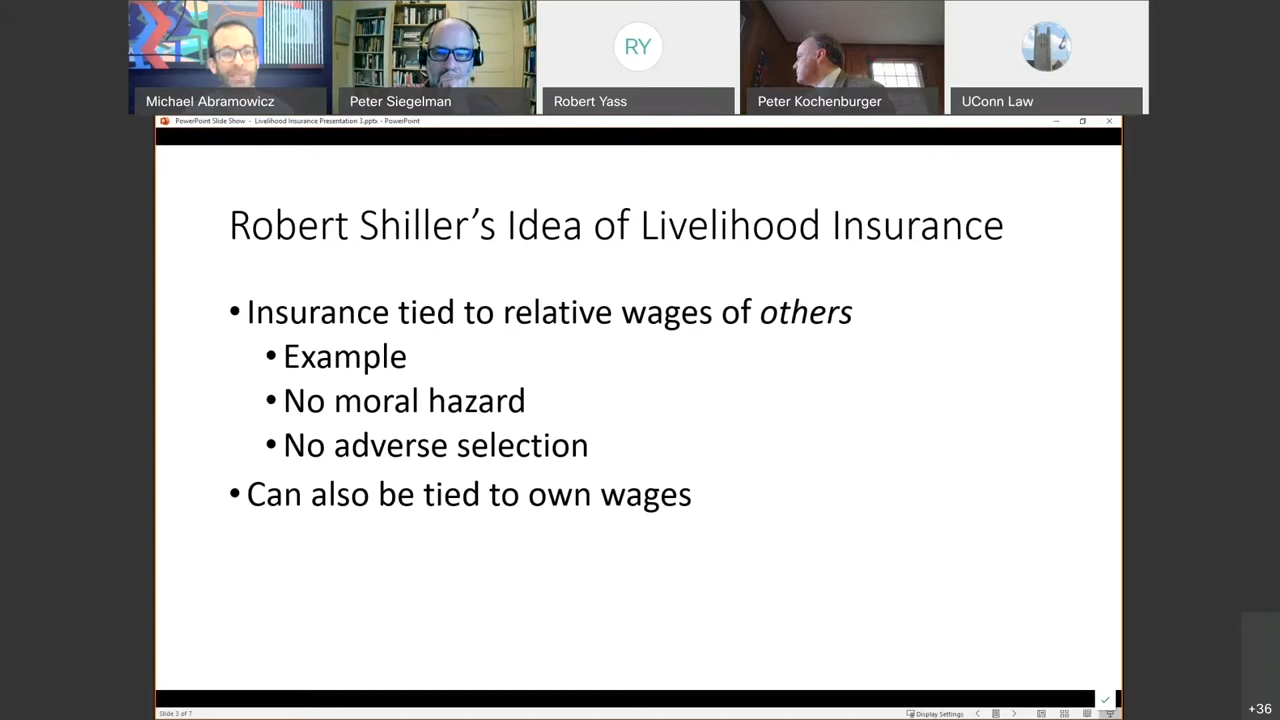 RY
Michael Abramowicz
Peter Siegelman
Robert Yass
Peter Kochenburger
UConn Law
PowerPoint Slide Show - Livelihood Insurance Presentation 3.pptx - PowerPoint
Robert Shiller’s Idea of Livelihood Insurance
• Insurance tied to relative wages of others
• Example
• No moral hazard
• No adverse selection
• Can also be tied to own wages
Slide 3 of 7
Display Settings
+36